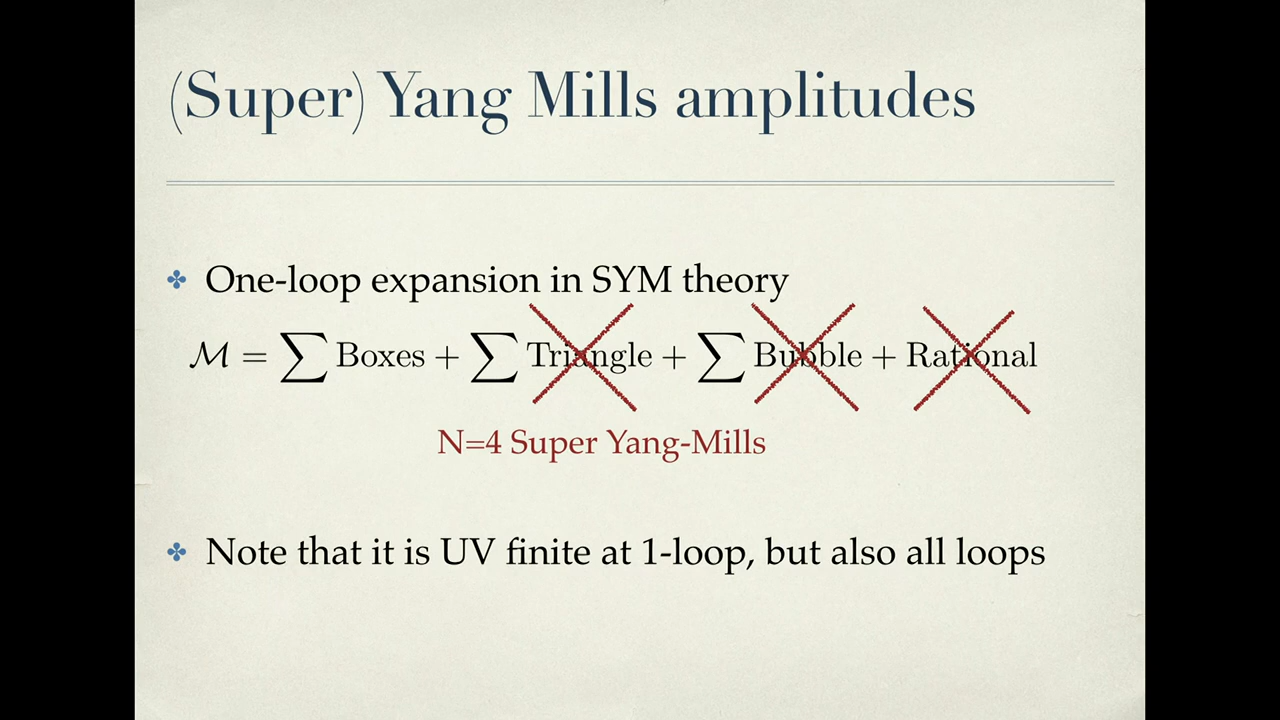 (Super) Yang Mills amplitudes
✤ One-loop expansion in SYM theory
ℳ = ∑ Boxes + ∑ Triangle + ∑ Bubble + Rational
N=4 Super Yang-Mills
✤ Note that it is UV finite at 1-loop, but also all loops